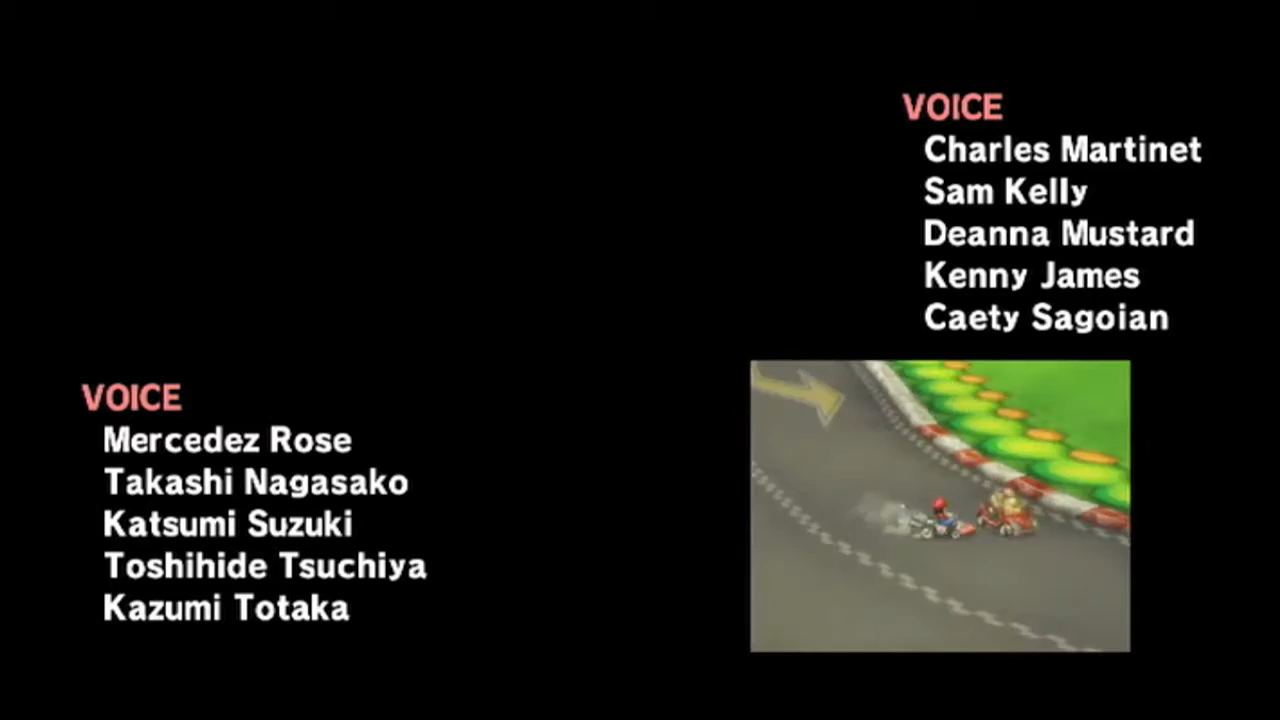 VOICE
Charles Martinet
Sam Kelly
Deanna Mustard
Kenny James
Caety Sagoian
VOICE
Mercedez Rose
Takashi Nagasako
Katsumi Suzuki
Toshihide Tsuchiya
Kazumi Totaka